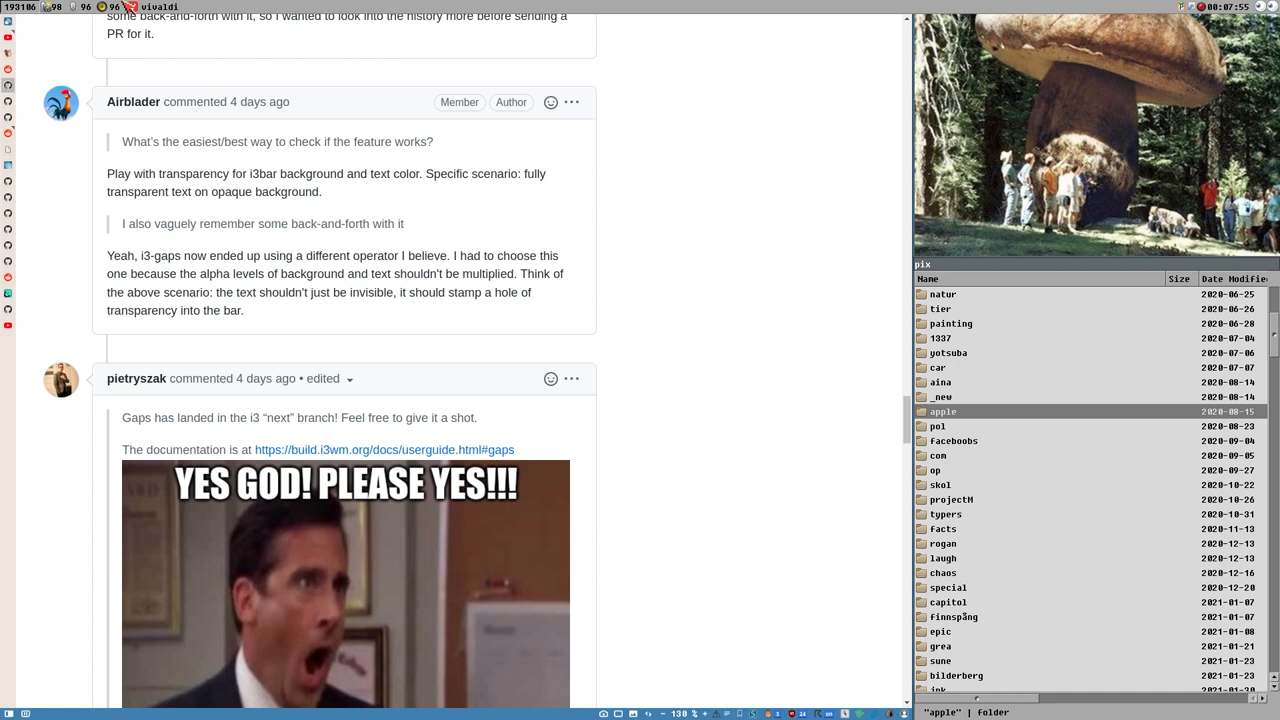 193106 98 96 96 vivaldi
00:07:55
some back-and-forth with it, so I wanted to look into the history more before sending a
PR for it.
Airblader commented 4 days ago Member Author
What's the easiest/best way to check if the feature works?
Play with transparency for i3bar background and text color. Specific scenario: fully
transparent text on opaque background.
I also vaguely remember some back-and-forth with it
Yeah, i3-gaps now ended up using a different operator I believe. I had to choose this
one because the alpha levels of background and text shouldn't be multiplied. Think of
the above scenario: the text shouldn't just be invisible, it should stamp a hole of
transparency into the bar.
pietryszak commented 4 days ago • edited
Gaps has landed in the i3 “next” branch! Feel free to give it a shot.
The documentation is at https://build.i3wm.org/docs/userguide.html#gaps
YES GOD! PLEASE YES!!!
130 %
pix
Name Size Date Modifie
natur 2020-06-25
tier 2020-06-26
painting 2020-06-28
1337 2020-07-04
yotsuba 2020-07-06
car 2020-07-07
aina 2020-08-14
_new 2020-08-14
apple 2020-08-15
pol 2020-08-23
faceboobs 2020-09-04
com 2020-09-05
op 2020-09-27
skol 2020-10-22
projectM 2020-10-26
typers 2020-10-31
facts 2020-11-13
rogan 2020-12-13
laugh 2020-12-13
chaos 2020-12-16
special 2020-12-20
capitol 2021-01-07
finnspång 2021-01-07
epic 2021-01-08
grea 2021-01-21
sune 2021-01-23
bilderberg 2021-01-23
ink 2021-01-30
"apple" | folder